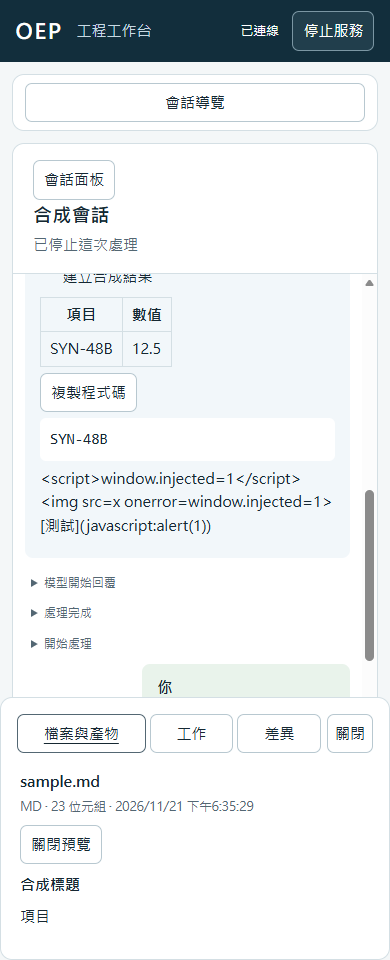 OEP 工程工作台 已連線 停止服務
會話導覽
會話面板
合成會話
已停止這次處理
建立合成結果
項目 數值
SYN-48B 12.5
複製程式碼
SYN-48B
<script>window.injected=1</script>
<img src=x onerror=window.injected=1>
[測試](javascript:alert(1))
模型開始回覆
處理完成
開始處理
你
檔案與產物 工作 差異 關閉
sample.md
MD · 23 位元組 · 2026/11/21 下午6:35:29
關閉預覽
合成標題
項目